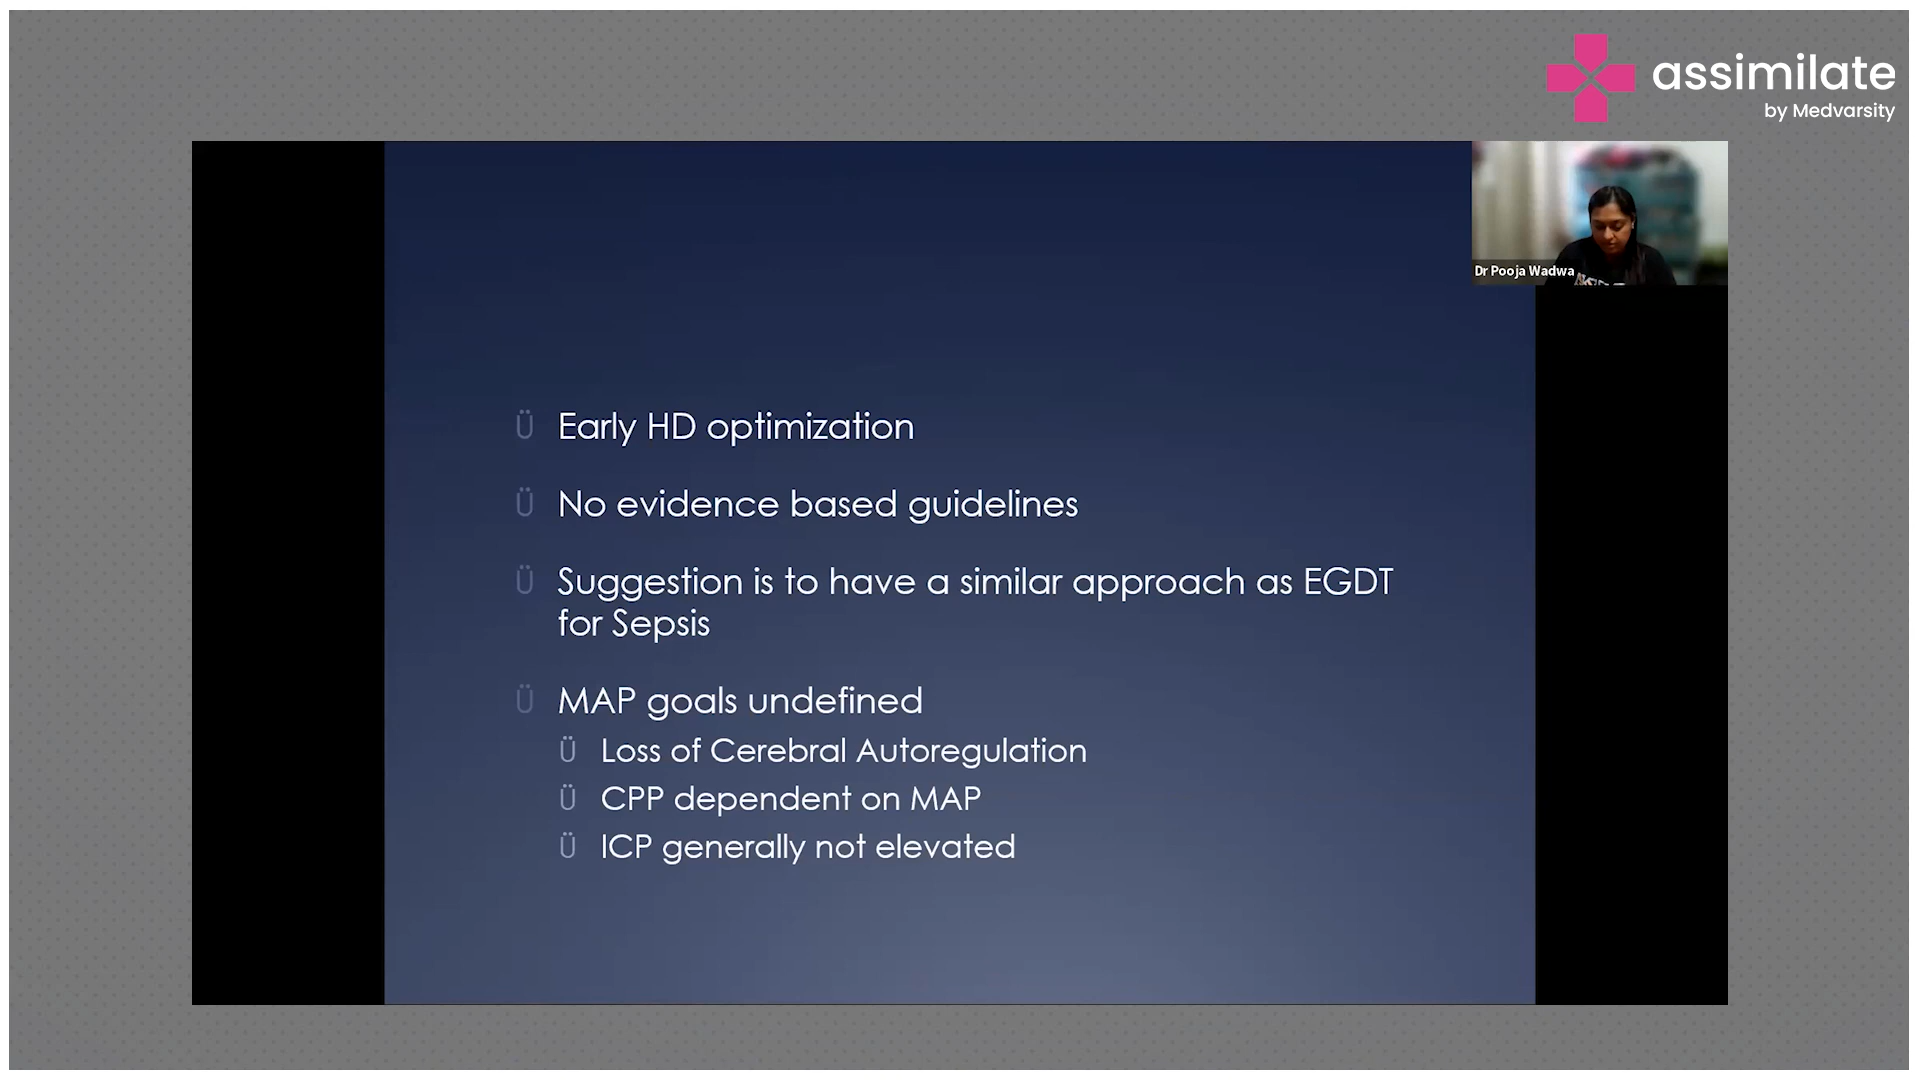 assimilate
by Medvarsity
Dr Pooja Wadwa
Ü Early HD optimization
Ü No evidence based guidelines
Ü Suggestion is to have a similar approach as EGDT
for Sepsis
Ü MAP goals undefined
Ü Loss of Cerebral Autoregulation
Ü CPP dependent on MAP
Ü ICP generally not elevated